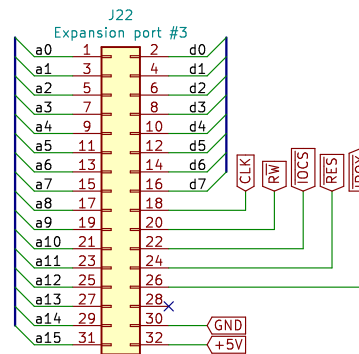 J22
Expansion port #3
a0 1 2 d0
a1 3 4 d1
a2 5 6 d2
a3 7 8 d3
a4 9 10 d4
a5 11 12 d5
a6 13 14 d6
a7 15 16 d7
a8 17 18 CLK
a9 19 20 RW
a10 21 22 IOCS
a11 23 24 RES
a12 25 26
a13 27 28
a14 29 30 GND
a15 31 32 +5V